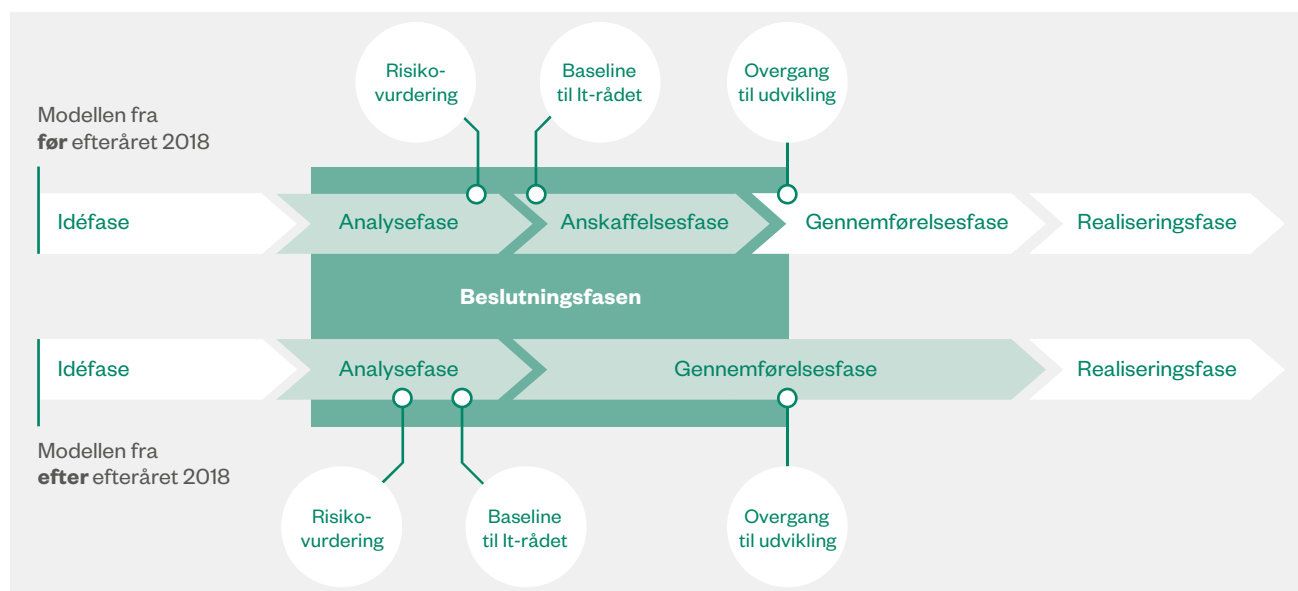 Risiko-
vurdering
Baseline
til It-rådet
Overgang
til udvikling
Modellen fra
før efteråret 2018
Idéfase
Analysefase
Anskaffelsesfase
Gennemførelsesfase
Realiseringsfase
Beslutningsfasen
Idéfase
Analysefase
Gennemførelsesfase
Realiseringsfase
Modellen fra
efter efteråret 2018
Risiko-
vurdering
Baseline
til It-rådet
Overgang
til udvikling